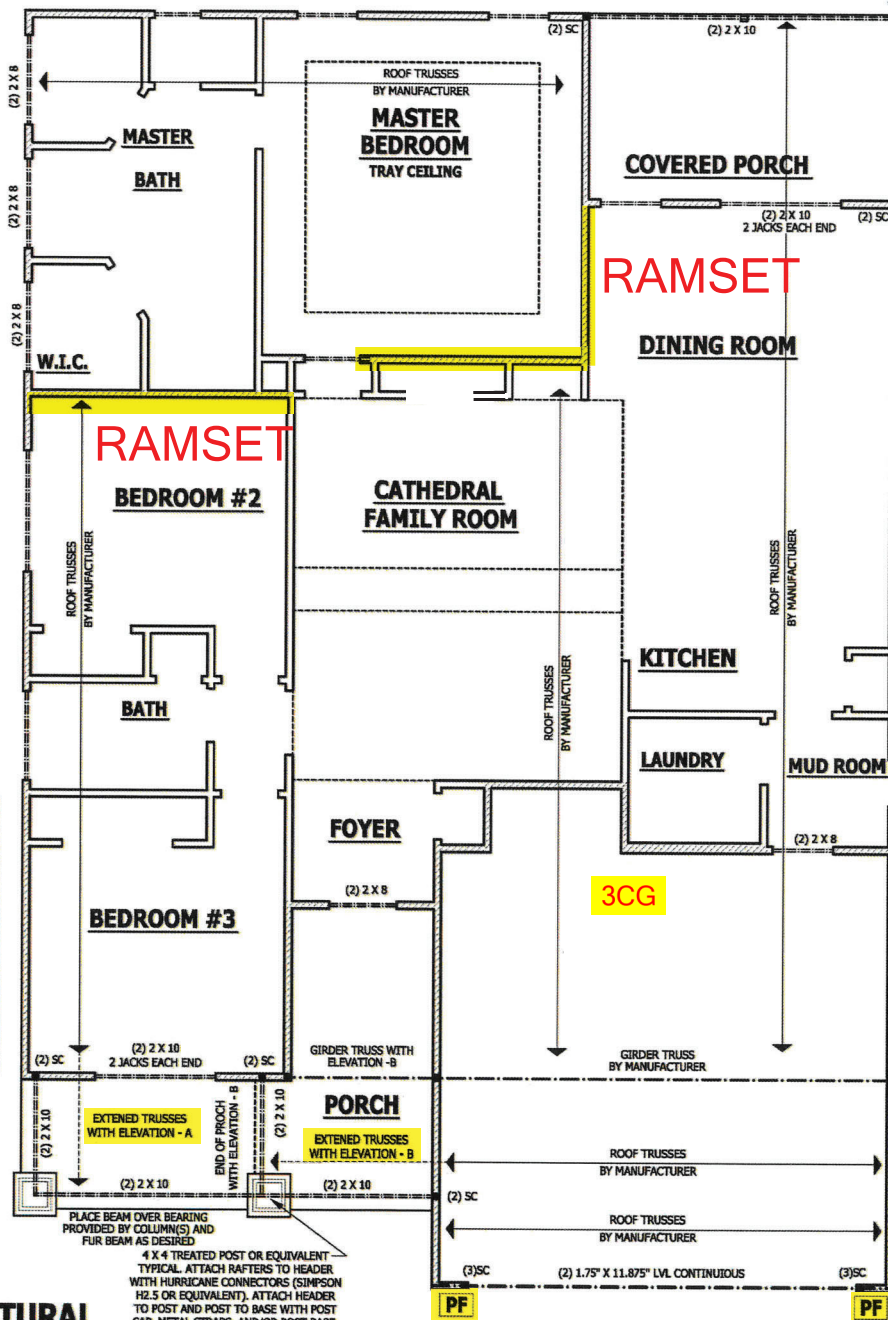 (2) SC
(2) 2 X 10
(2) 2 X 8
ROOF TRUSSES
BY MANUFACTURER
MASTER
BEDROOM
TRAY CEILING
MASTER
BATH
COVERED PORCH
(2) 2 X 8
(2) 2 X 10
2 JACKS EACH END
(2) SC
RAMSET
(2) 2 X 8
DINING ROOM
W.I.C.
RAMSET
BEDROOM #2
CATHEDRAL
FAMILY ROOM
ROOF TRUSSES
BY MANUFACTURER
ROOF TRUSSES
BY MANUFACTURER
KITCHEN
ROOF TRUSSES
BY MANUFACTURER
BATH
LAUNDRY
MUD ROOM
FOYER
(2) 2 X 8
(2) 2 X 8
3CG
BEDROOM #3
(2) SC
(2) 2 X 10
2 JACKS EACH END
(2) SC
GIRDER TRUSS WITH
ELEVATION -B
GIRDER TRUSS
BY MANUFACTURER
(2) 2 X 10
EXTENED TRUSSES
WITH ELEVATION - A
END OF PROCH
WITH ELEVATION - B
(2) 2 X 10
PORCH
EXTENED TRUSSES
WITH ELEVATION - B
ROOF TRUSSES
BY MANUFACTURER
(2) 2 X 10
(2) 2 X 10
(2) SC
PLACE BEAM OVER BEARING
PROVIDED BY COLUMN(S) AND
FUR BEAM AS DESIRED
ROOF TRUSSES
BY MANUFACTURER
4 X 4 TREATED POST OR EQUIVALENT
TYPICAL. ATTACH RAFTERS TO HEADER
WITH HURRICANE CONNECTORS (SIMPSON
H2.5 OR EQUIVALENT). ATTACH HEADER
TO POST AND POST TO BASE WITH POST
(3)SC
(2) 1.75" X 11.875" LVL CONTINUIOUS
(3)SC
PF
PF